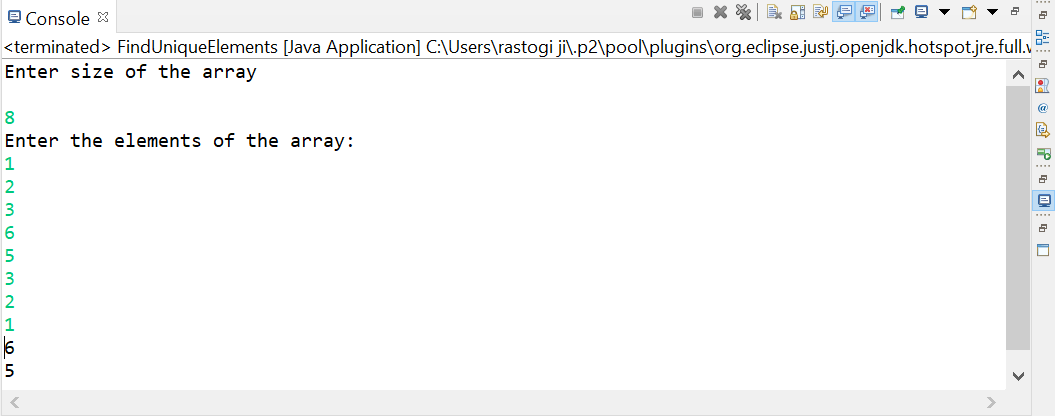 Console
<terminated> FindUniqueElements [Java Application] C:\Users\rastogi ji\.p2\pool\plugins\org.eclipse.justj.openjdk.hotspot.jre.full.
Enter size of the array
8
Enter the elements of the array:
1
2
3
6
5
3
2
1
6
5